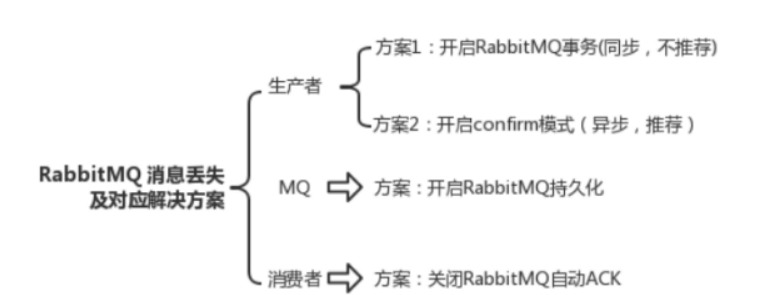 方案1：开启RabbitMQ事务(同步，不推荐)
生产者
方案2：开启confirm模式（异步，推荐）
RabbitMQ 消息丢失
及对应解决方案
MQ
方案：开启RabbitMQ持久化
消费者
方案：关闭RabbitMQ自动ACK